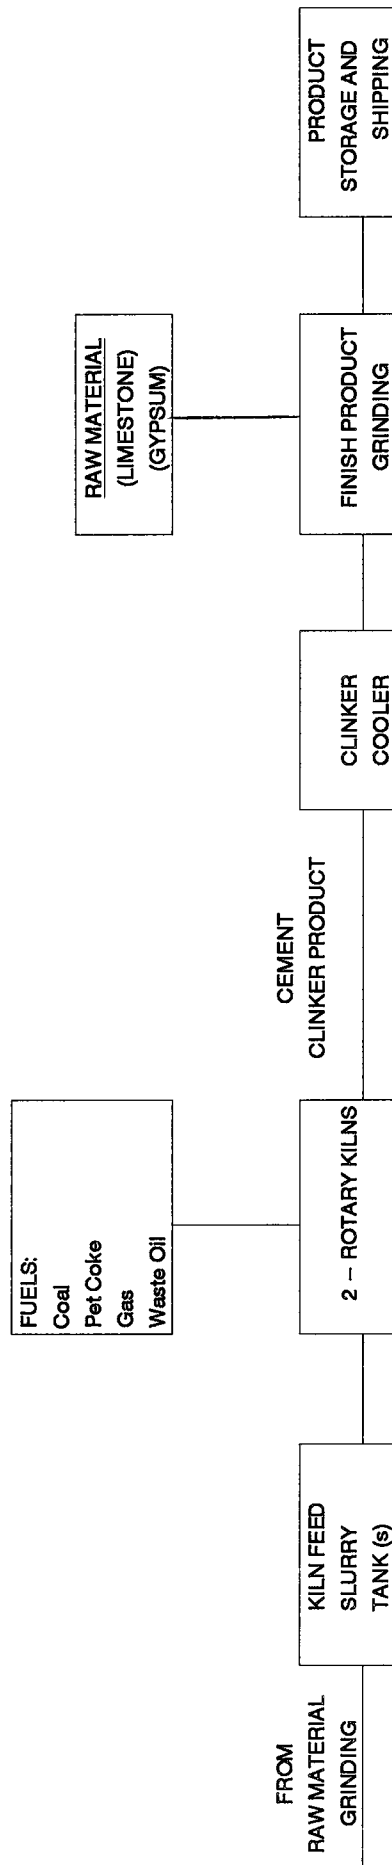 FROM
RAW MATERIAL
GRINDING
KILN FEED
SLURRY
TANK (s)
FUELS:
Coal
Pet Coke
Gas
Waste Oil
2 – ROTARY KILNS
CEMENT
CLINKER PRODUCT
CLINKER
COOLER
RAW MATERIAL
(LIMESTONE)
(GYPSUM)
FINISH PRODUCT
GRINDING
PRODUCT
STORAGE AND
SHIPPING